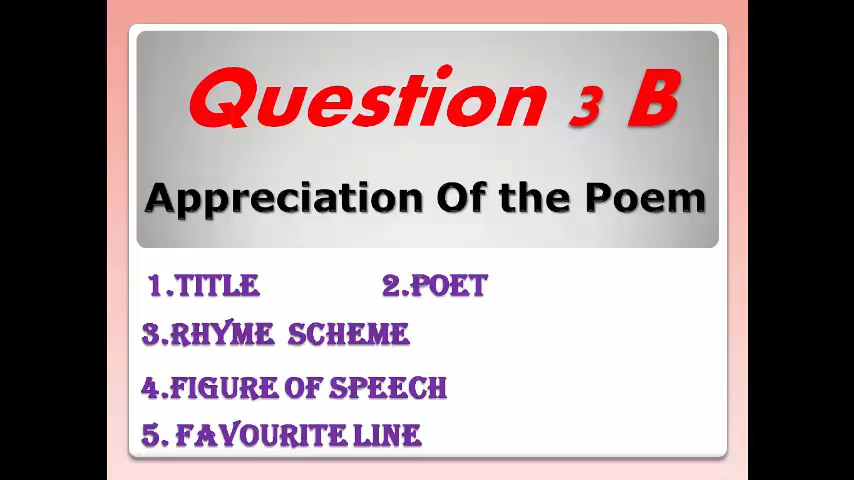 Question 3 B
Appreciation Of the Poem
1.TITLE 2.POET
3.RHYME SCHEME
4.FIGURE OF SPEECH
5. FAVOURITE LINE